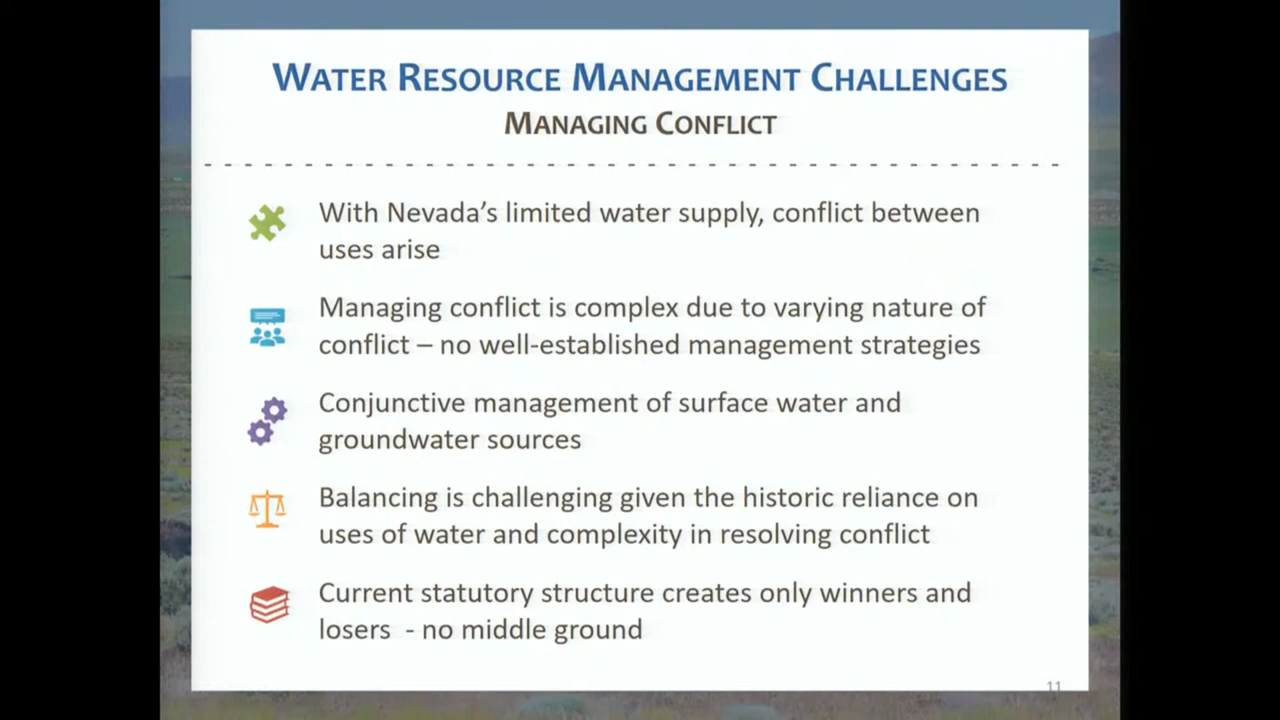 WATER RESOURCE MANAGEMENT CHALLENGES
MANAGING CONFLICT
With Nevada's limited water supply, conflict between
uses arise
Managing conflict is complex due to varying nature of
conflict – no well-established management strategies
Conjunctive management of surface water and
groundwater sources
Balancing is challenging given the historic reliance on
uses of water and complexity in resolving conflict
Current statutory structure creates only winners and
losers - no middle ground
11